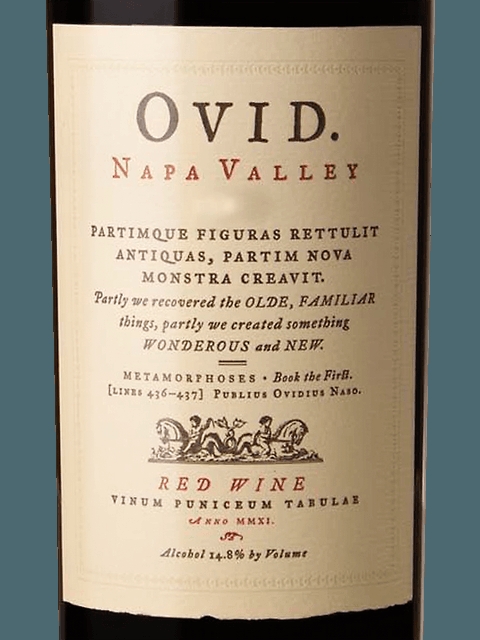 OVID.
NAPA VALLEY
PARTIMQUE FIGURAS RETTULIT
ANTIQUAS, PARTIM NOVA
MONSTRA CREAVIT.
Partly we recovered the OLDE, FAMILIAR
things, partly we created something
WONDEROUS and NEW.
METAMORPHOSES · Book the First.
[LINES 436–437] PUBLIUS OVIDIUS NASO.
RED WINE
VINUM PUNICEUM TABULAE
ANNO MMXI.
Alcohol 14.8% by Volume